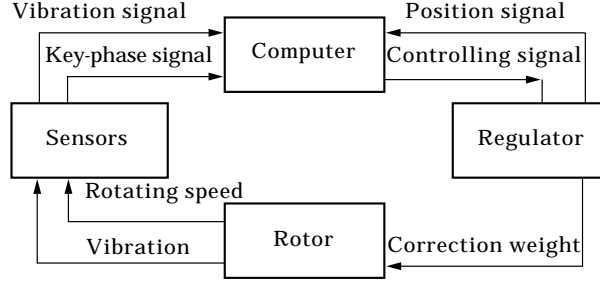 Vibration signal
Position signal
Computer
Key-phase signal
Controlling signal
Sensors
Regulator
Rotating speed
Rotor
Vibration
Correction weight